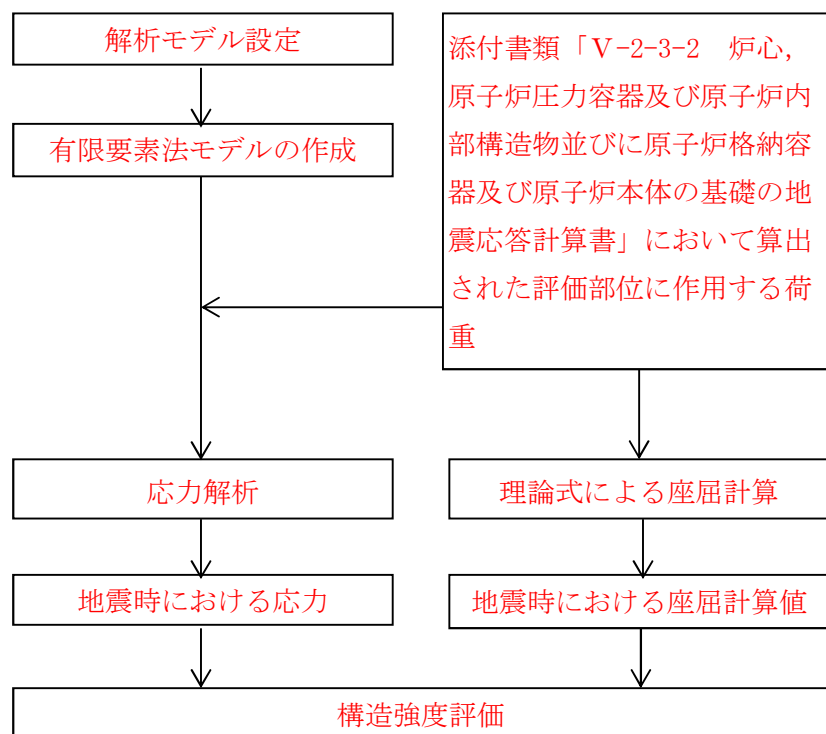 解析モデル設定
有限要素法モデルの作成
添付書類「Ⅴ-2-3-2　炉心,
原子炉圧力容器及び原子炉内
部構造物並びに原子炉格納容
器及び原子炉本体の基礎の地
震応答計算書」において算出
された評価部位に作用する荷
重
応力解析
理論式による座屈計算
地震時における応力
地震時における座屈計算値
構造強度評価